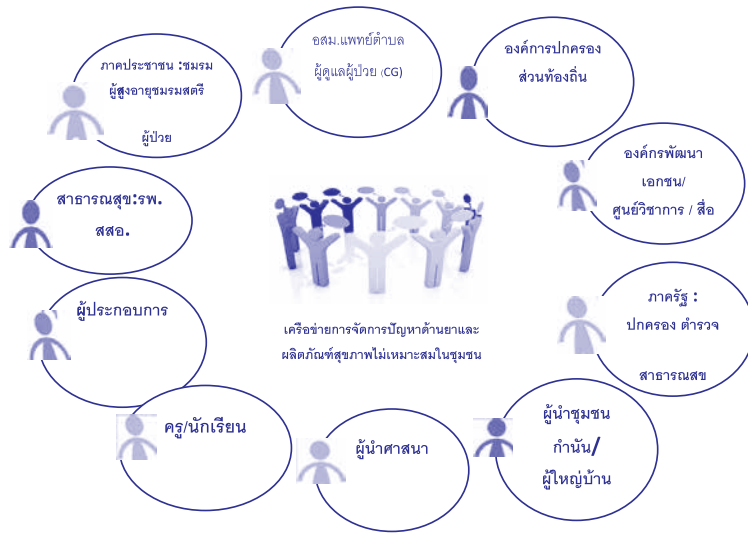 อสม.แพทย์ตำบล
ผู้ดูแลผู้ป่วย (CG)
องค์การปกครอง
ส่วนท้องถิ่น
องค์กรพัฒนา
เอกชน/
ศูนย์วิชาการ / สื่อ
ภาครัฐ :
ปกครอง ตำรวจ
สาธารณสข
ผู้นำชุมชน
กำนัน/
ผู้ใหญ่บ้าน
ผู้นำศาสนา
ครู/นักเรียน
ผู้ประกอบการ
สาธารณสุข:รพ.
สสอ.
ภาคประชาชน :ชมรม
ผู้สูงอายุชมรมสตรี
ผู้ป่วย
เครือข่ายการจัดการปัญหาด้านยาและ
ผลิตภัณฑ์สุขภาพไม่เหมาะสมในชุมชน